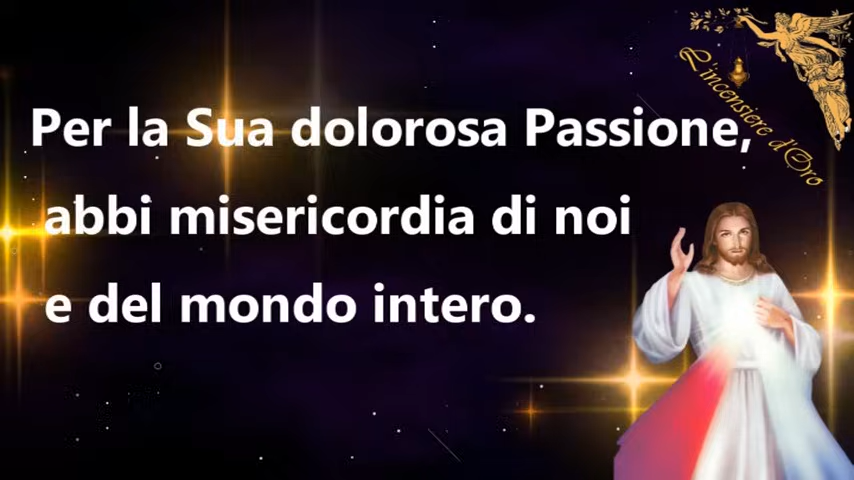 L'incensiere d'Oro
Per la Sua dolorosa Passione,
abbi misericordia di noi
e del mondo intero.